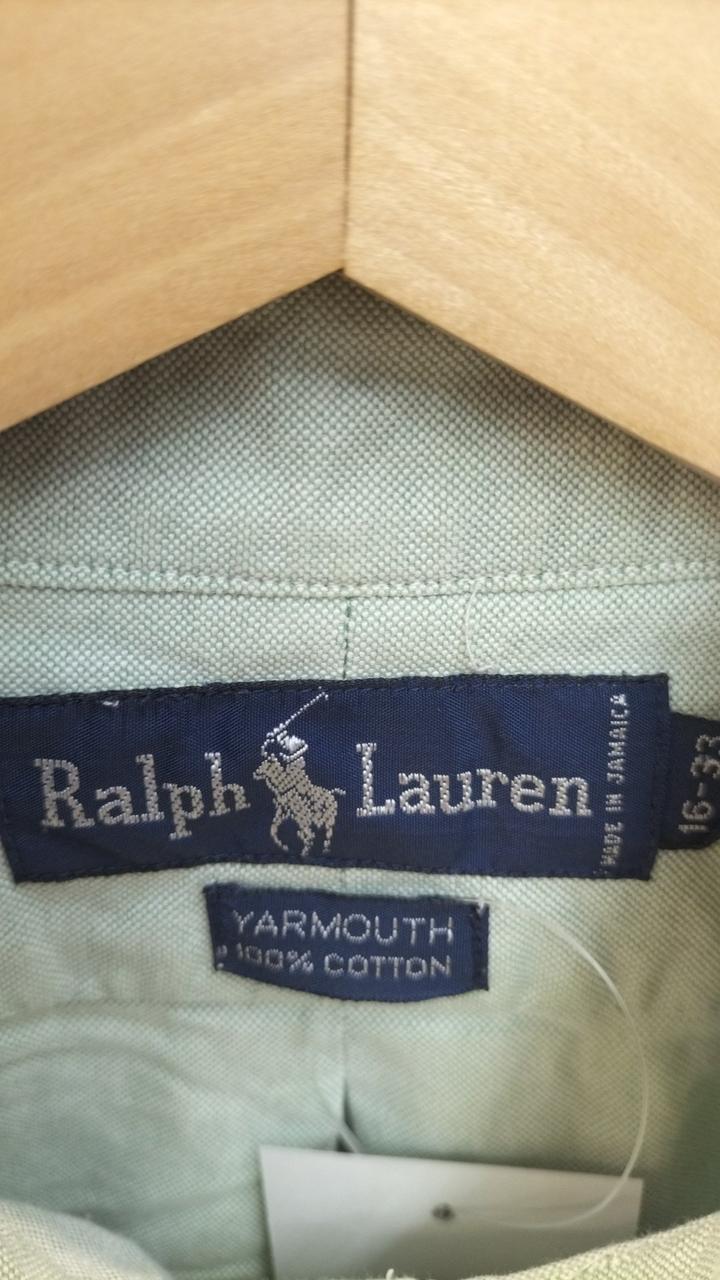 Ralph Lauren
MADE IN JAMAICA
16-33
YARMOUTH
100% COTTON